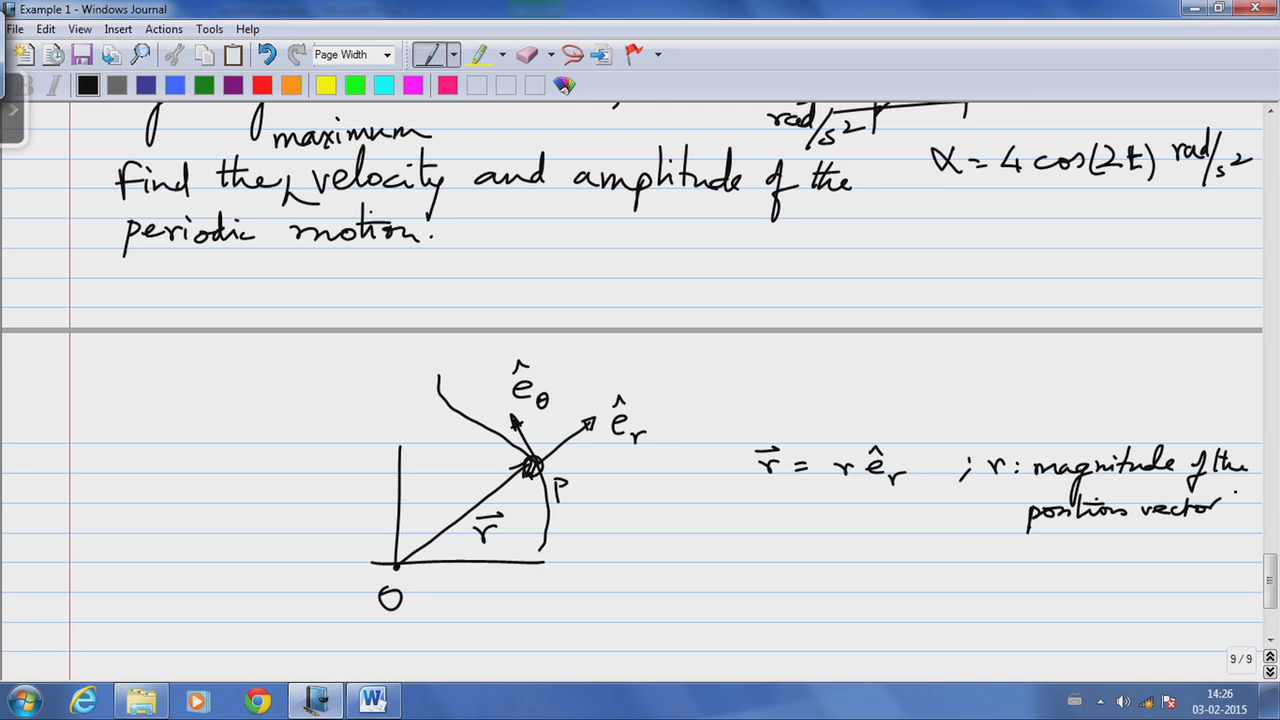 Example 1 - Windows Journal
File Edit View Insert Actions Tools Help
Page Width
maximum
rad/s²
Find the velocity and amplitude of the
α = 4 cos(2t) rad/s²
periodic motion.
ê_θ
ê_r
r⃗ = r ê_r ; r : magnitude of the
position vector
P
r⃗
O
9 / 9
14:26
03-02-2015